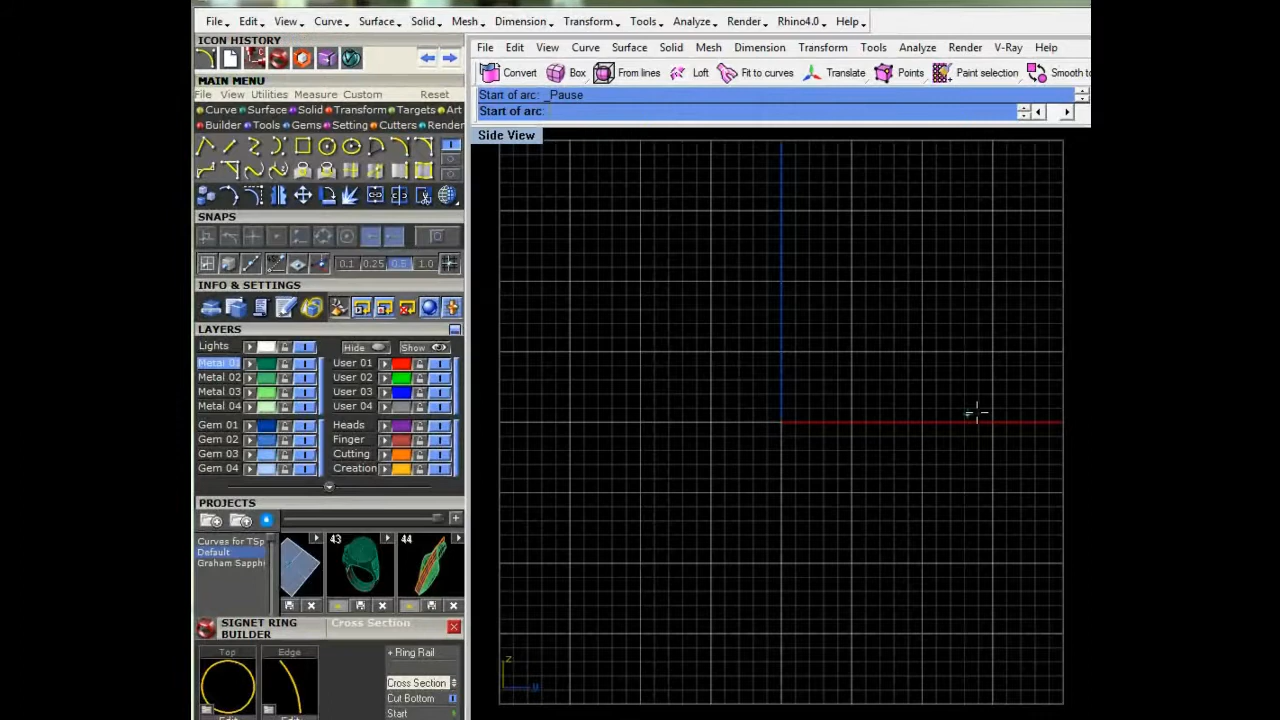 File Edit View Curve Surface Solid Mesh Dimension Transform Tools Analyze Render Rhino4.0 Help
ICON HISTORY
MAIN MENU
File View Utilities Measure Custom Reset
Curve Surface Solid Transform Targets Art
Builder Tools Gems Setting Cutters Render
SNAPS
0.1 0.25 0.5 1.0
INFO & SETTINGS
LAYERS
Lights Hide Show
Metal 01 User 01
Metal 02 User 02
Metal 03 User 03
Metal 04 User 04
Gem 01 Heads
Gem 02 Finger
Gem 03 Cutting
Gem 04 Creation
PROJECTS
Curves for TSp
Default
Graham Sapph
43 44
SIGNET RING BUILDER Cross Section
Top Edge
+ Ring Rail
Cross Section
Cut Bottom
Start
File Edit View Curve Surface Solid Mesh Dimension Transform Tools Analyze Render V-Ray Help
Convert Box From lines Loft Fit to curves Translate Points Paint selection Smooth to
Start of arc: _Pause
Start of arc:
Side View
z